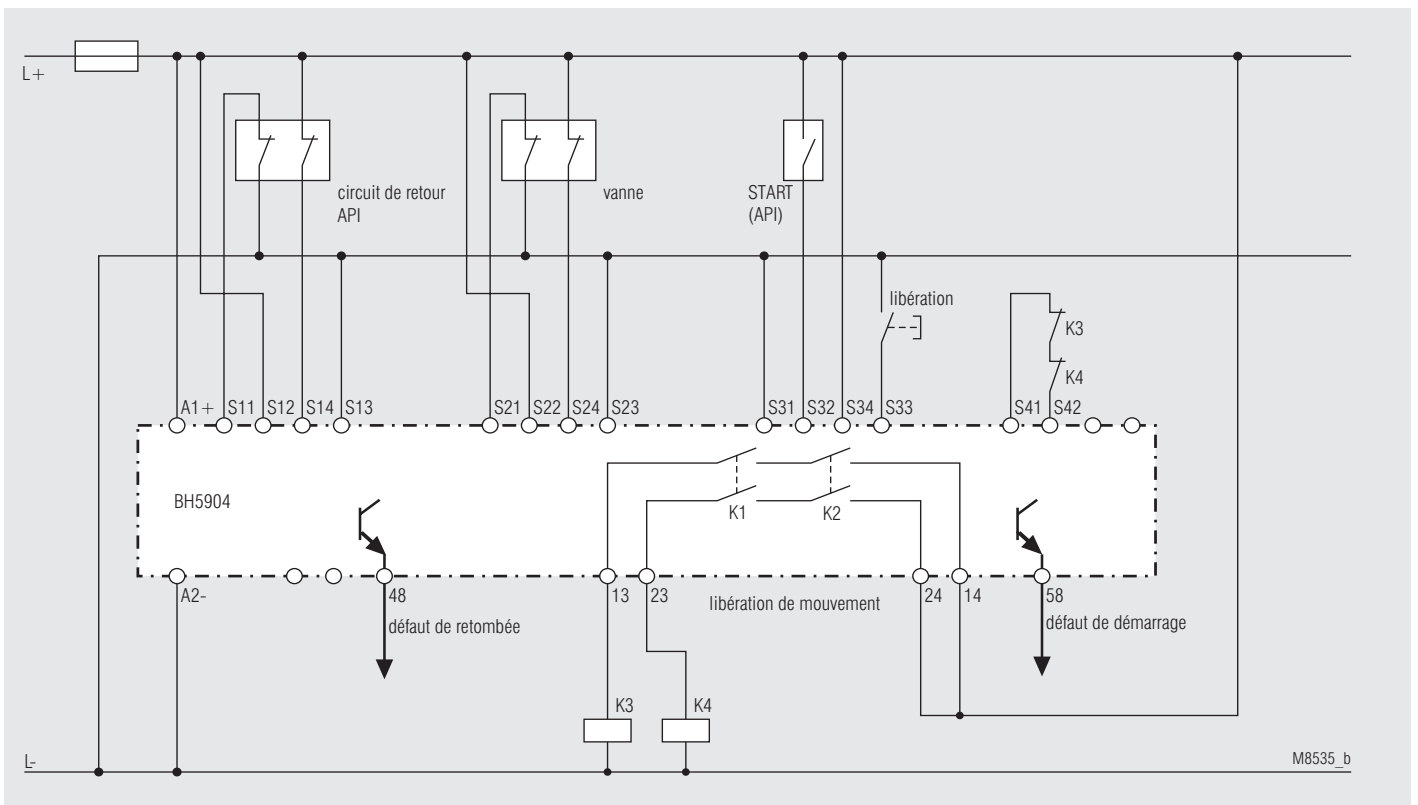 L+
circuit de retour
API
vanne
START
(API)
libération
K3
K4
A1+
S11
S12
S14
S13
S21
S22
S24
S23
S31
S32
S34
S33
S41
S42
BH5904
K1
K2
A2-
48
13
23
libération de mouvement
24
14
58
défaut de retombée
défaut de démarrage
K3
K4
L-
M8535_b